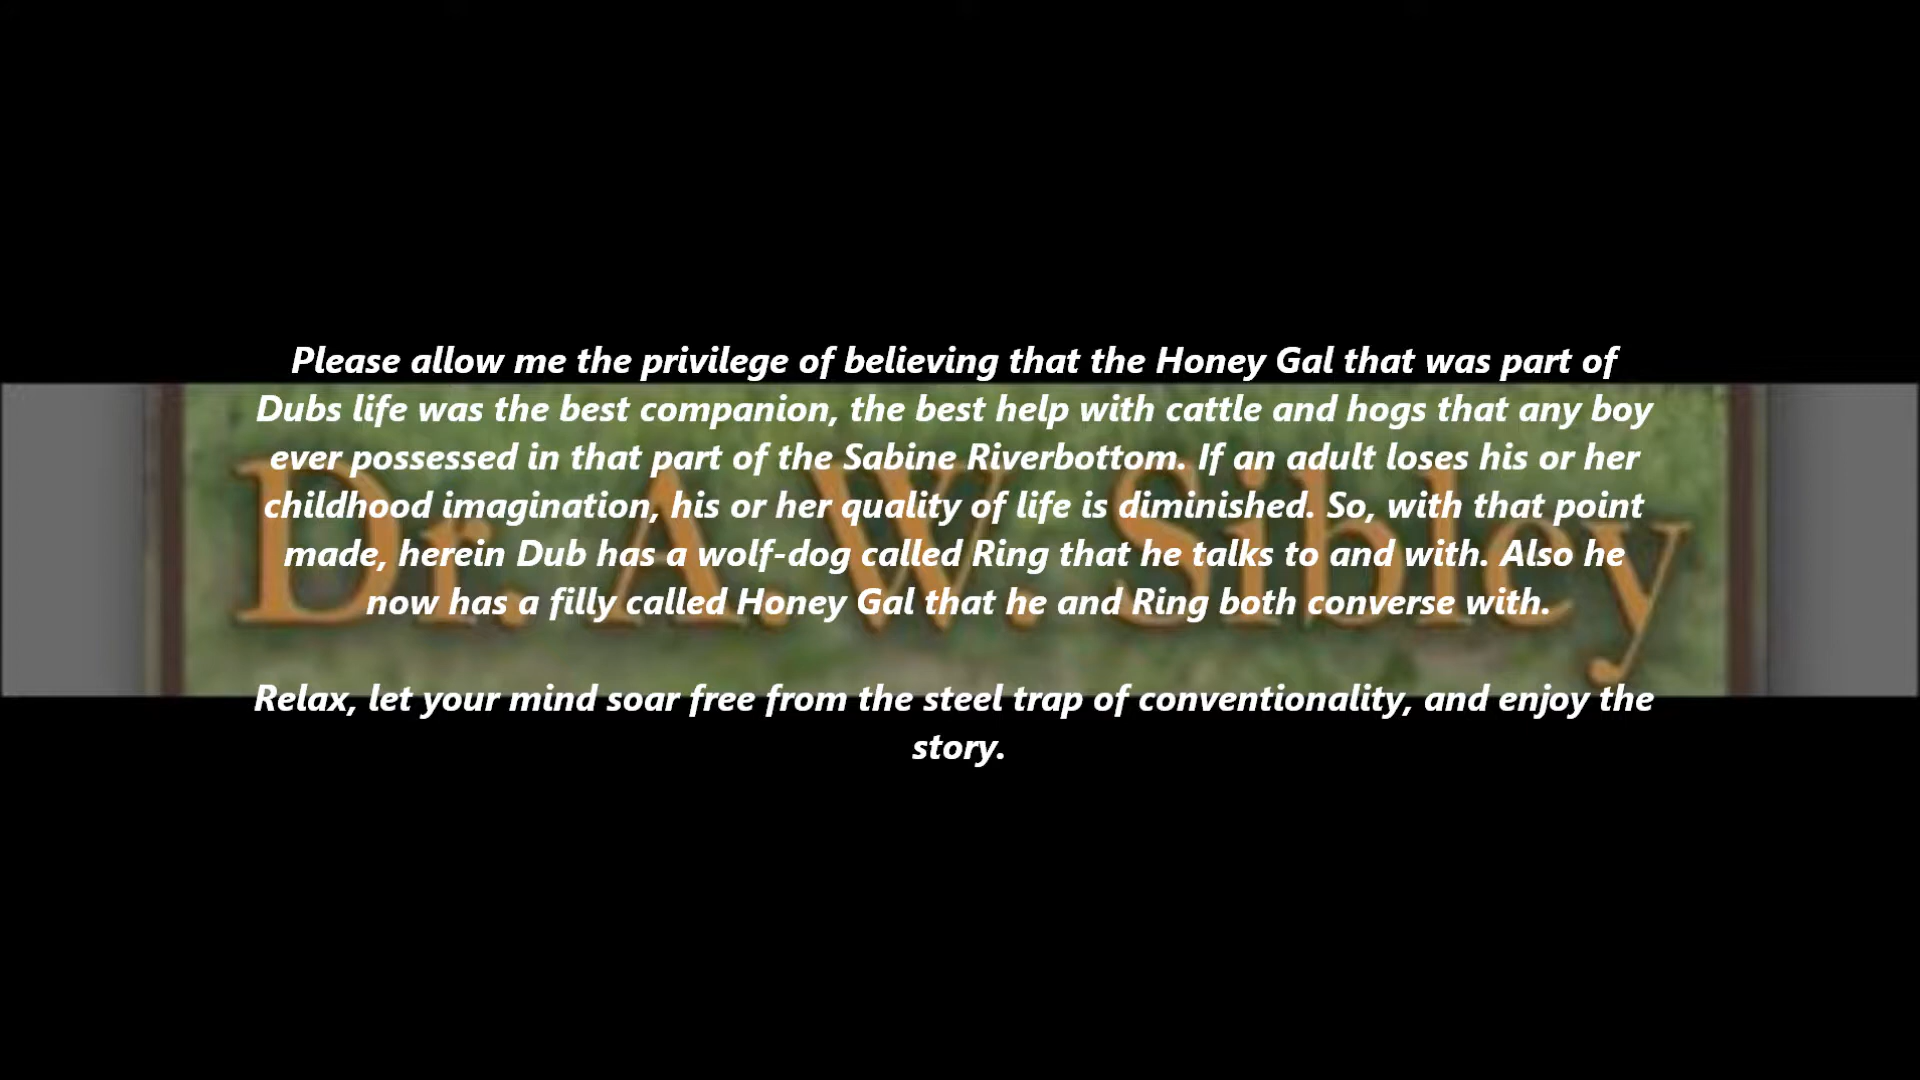 Please allow me the privilege of believing that the Honey Gal that was part of
Dubs life was the best companion, the best help with cattle and hogs that any boy
ever possessed in that part of the Sabine Riverbottom. If an adult loses his or her
childhood imagination, his or her quality of life is diminished. So, with that point
made, herein Dub has a wolf-dog called Ring that he talks to and with. Also he
now has a filly called Honey Gal that he and Ring both converse with.
Dr. A.W. Sibley
Relax, let your mind soar free from the steel trap of conventionality, and enjoy the
story.